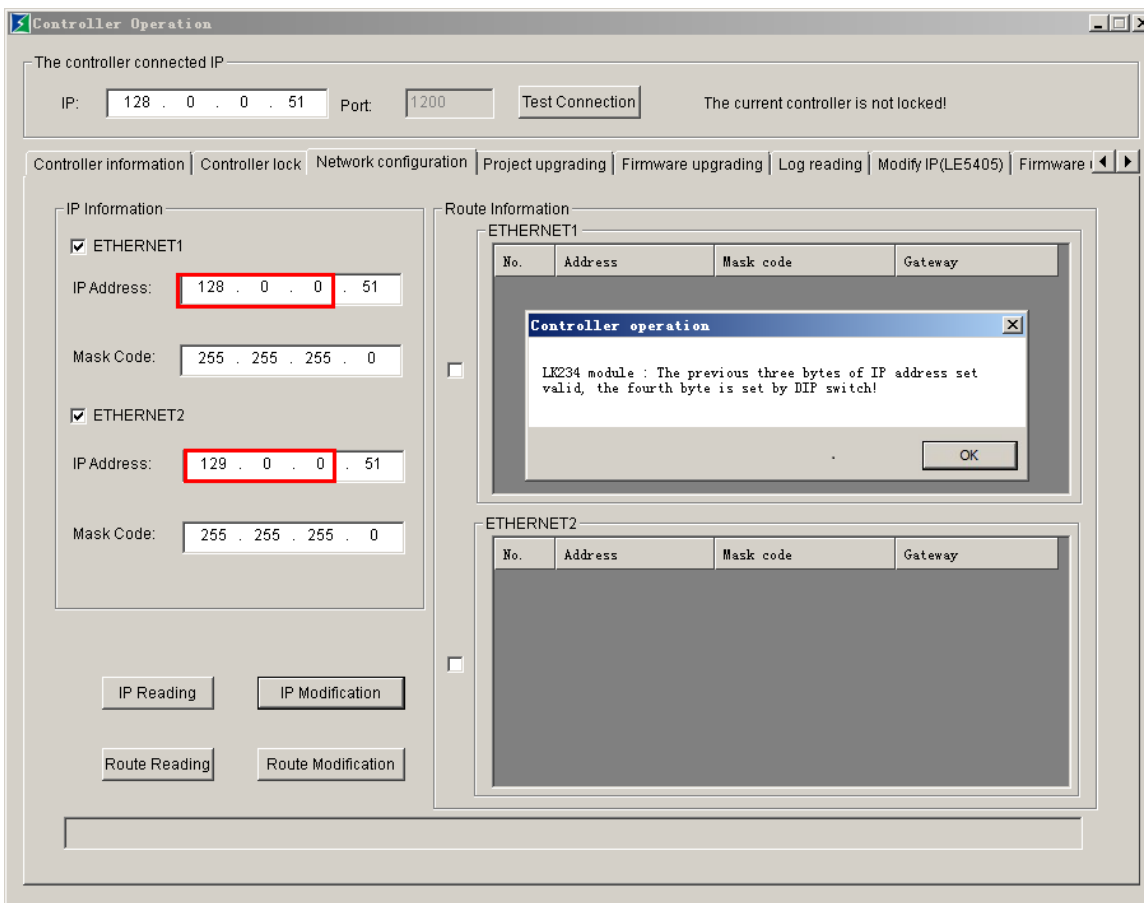 Controller Operation
The controller connected IP
IP: 128 . 0 . 0 . 51 Port: 1200 Test Connection The current controller is not locked!
Controller information Controller lock Network configuration Project upgrading Firmware upgrading Log reading Modify IP(LE5405) Firmware
IP Information
ETHERNET1
IP Address: 128 . 0 . 0 . 51
Mask Code: 255 . 255 . 255 . 0
ETHERNET2
IP Address: 129 . 0 . 0 . 51
Mask Code: 255 . 255 . 255 . 0
IP Reading IP Modification
Route Reading Route Modification
Route Information
ETHERNET1
No. Address Mask code Gateway
Controller operation
LK234 module : The previous three bytes of IP address set
valid, the fourth byte is set by DIP switch!
OK
ETHERNET2
No. Address Mask code Gateway